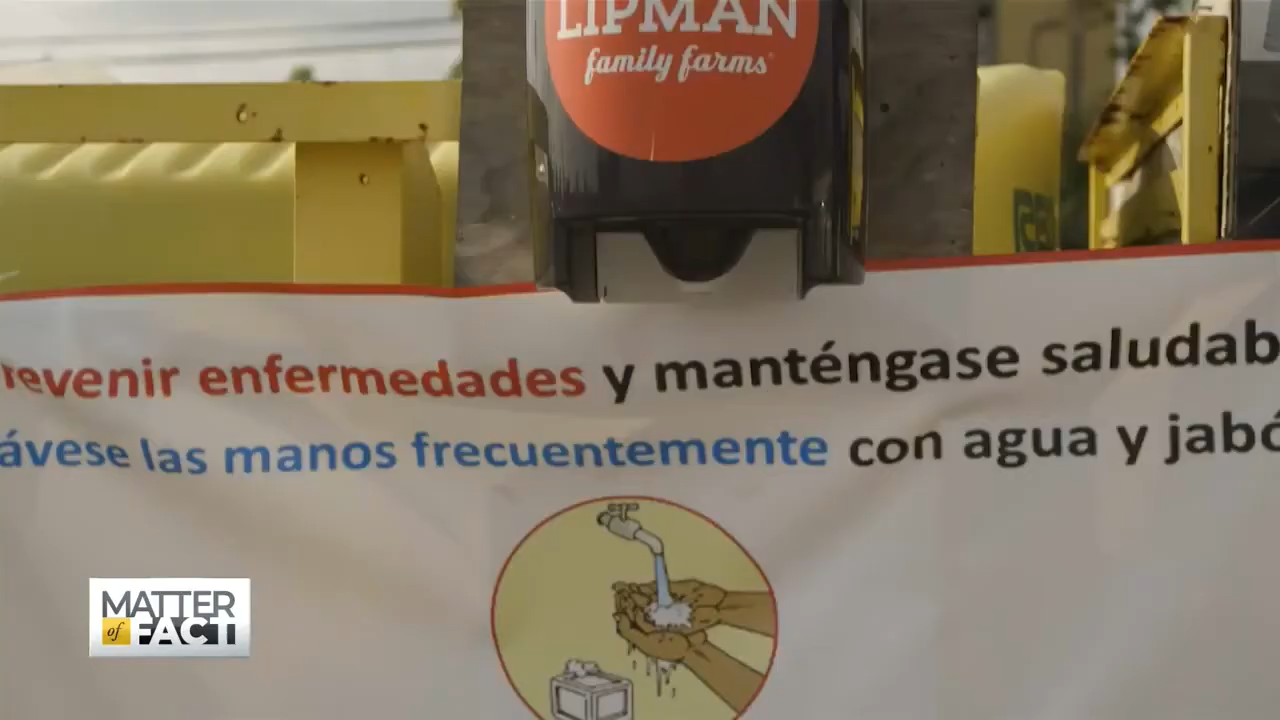 LIPMAN
family farms
revenir enfermedades y manténgase saludab
ávese las manos frecuentemente con agua y jabó
MATTER
of FACT